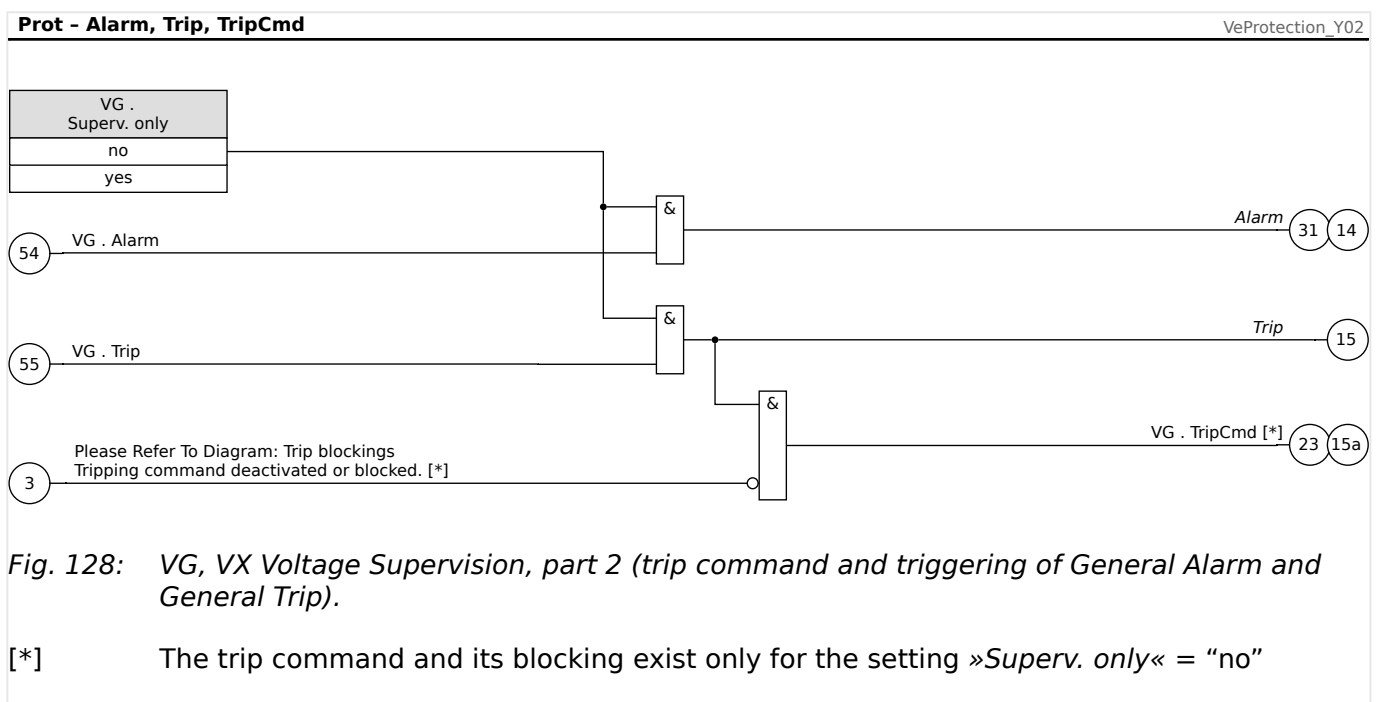 Prot – Alarm, Trip, TripCmd
VeProtection_Y02
VG .
Superv. only
no
yes
&
Alarm
31
14
54
VG . Alarm
&
Trip
15
55
VG . Trip
&
VG . TripCmd [*]
23
15a
Please Refer To Diagram: Trip blockings
Tripping command deactivated or blocked. [*]
3
Fig. 128: VG, VX Voltage Supervision, part 2 (trip command and triggering of General Alarm and
General Trip).
[*] The trip command and its blocking exist only for the setting »Superv. only« = “no”